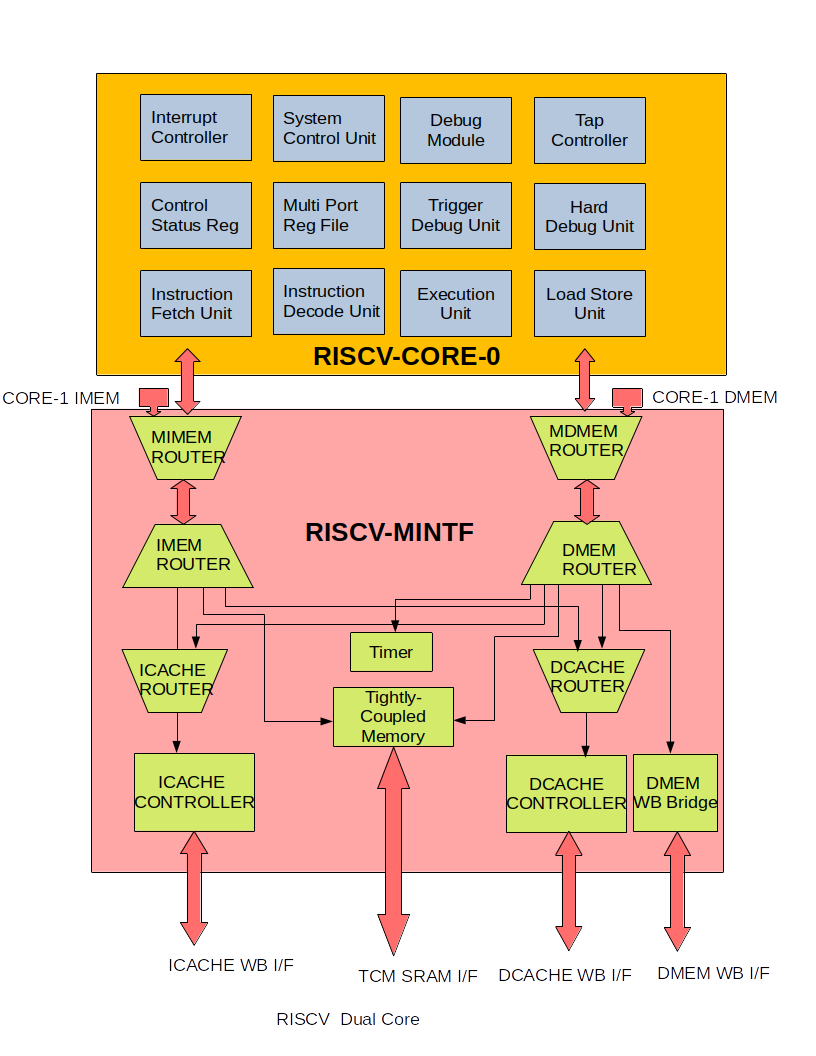 Interrupt
Controller
System
Control Unit
Debug
Module
Tap
Controller
Control
Status Reg
Multi Port
Reg File
Trigger
Debug Unit
Hard
Debug Unit
Instruction
Fetch Unit
Instruction
Decode Unit
Execution
Unit
Load Store
Unit
RISCV-CORE-0
CORE-1 IMEM
CORE-1 DMEM
MIMEM
ROUTER
MDMEM
ROUTER
RISCV-MINTF
IMEM
ROUTER
DMEM
ROUTER
Timer
ICACHE
ROUTER
DCACHE
ROUTER
Tightly-
Coupled
Memory
ICACHE
CONTROLLER
DCACHE
CONTROLLER
DMEM
WB Bridge
ICACHE WB I/F
TCM SRAM I/F
DCACHE WB I/F
DMEM WB I/F
RISCV  Dual Core